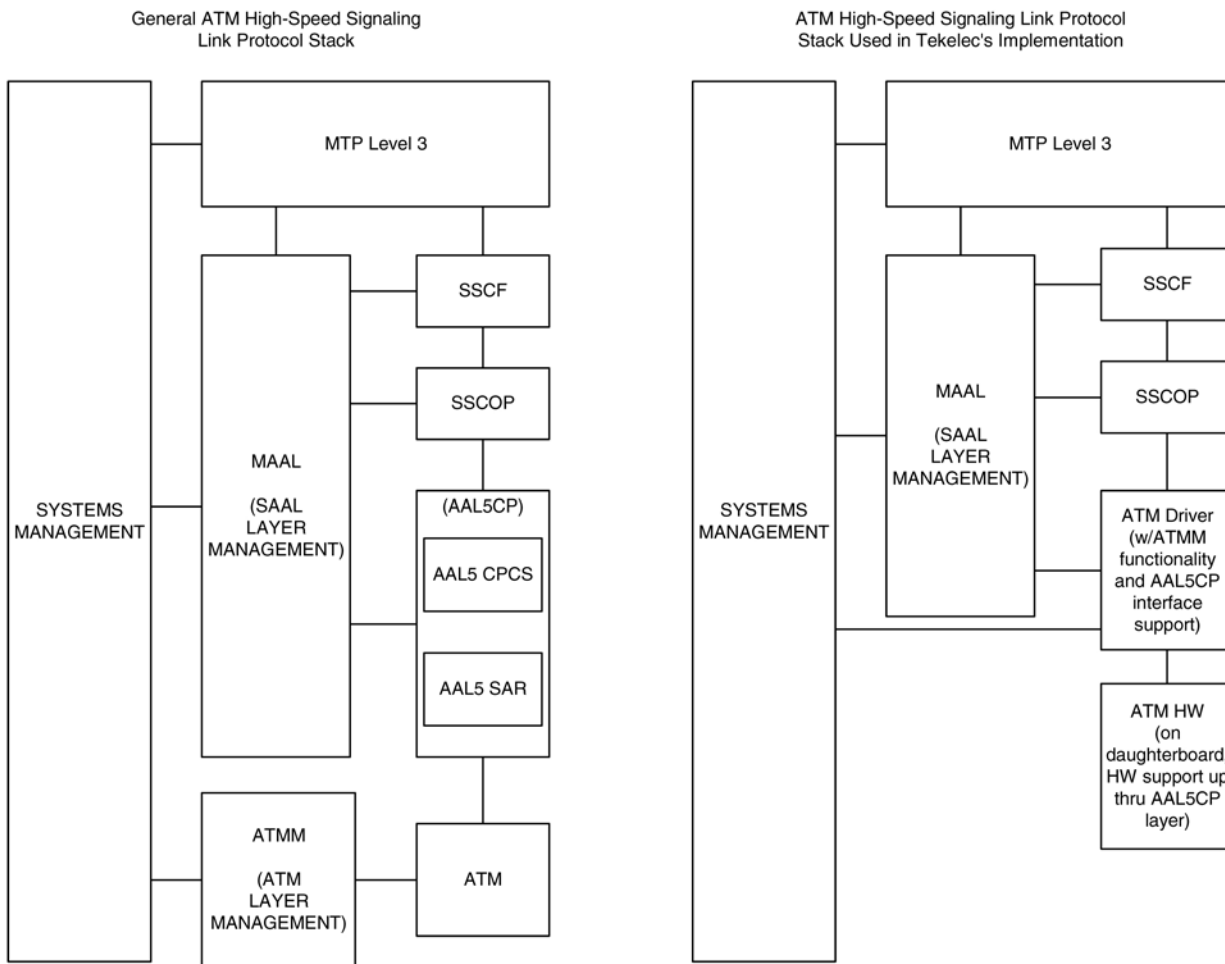 General ATM High-Speed Signaling
Link Protocol Stack
MTP Level 3
SSCF
SSCOP
MAAL
(SAAL
LAYER
MANAGEMENT)
SYSTEMS
MANAGEMENT
(AAL5CP)
AAL5 CPCS
AAL5 SAR
ATMM
(ATM
LAYER
MANAGEMENT)
ATM
ATM High-Speed Signaling Link Protocol
Stack Used in Tekelec's Implementation
MTP Level 3
SSCF
SSCOP
MAAL
(SAAL
LAYER
MANAGEMENT)
SYSTEMS
MANAGEMENT
ATM Driver
(w/ATMM
functionality
and AAL5CP
interface
support)
ATM HW
(on
daughterboard.
HW support up
thru AAL5CP
layer)